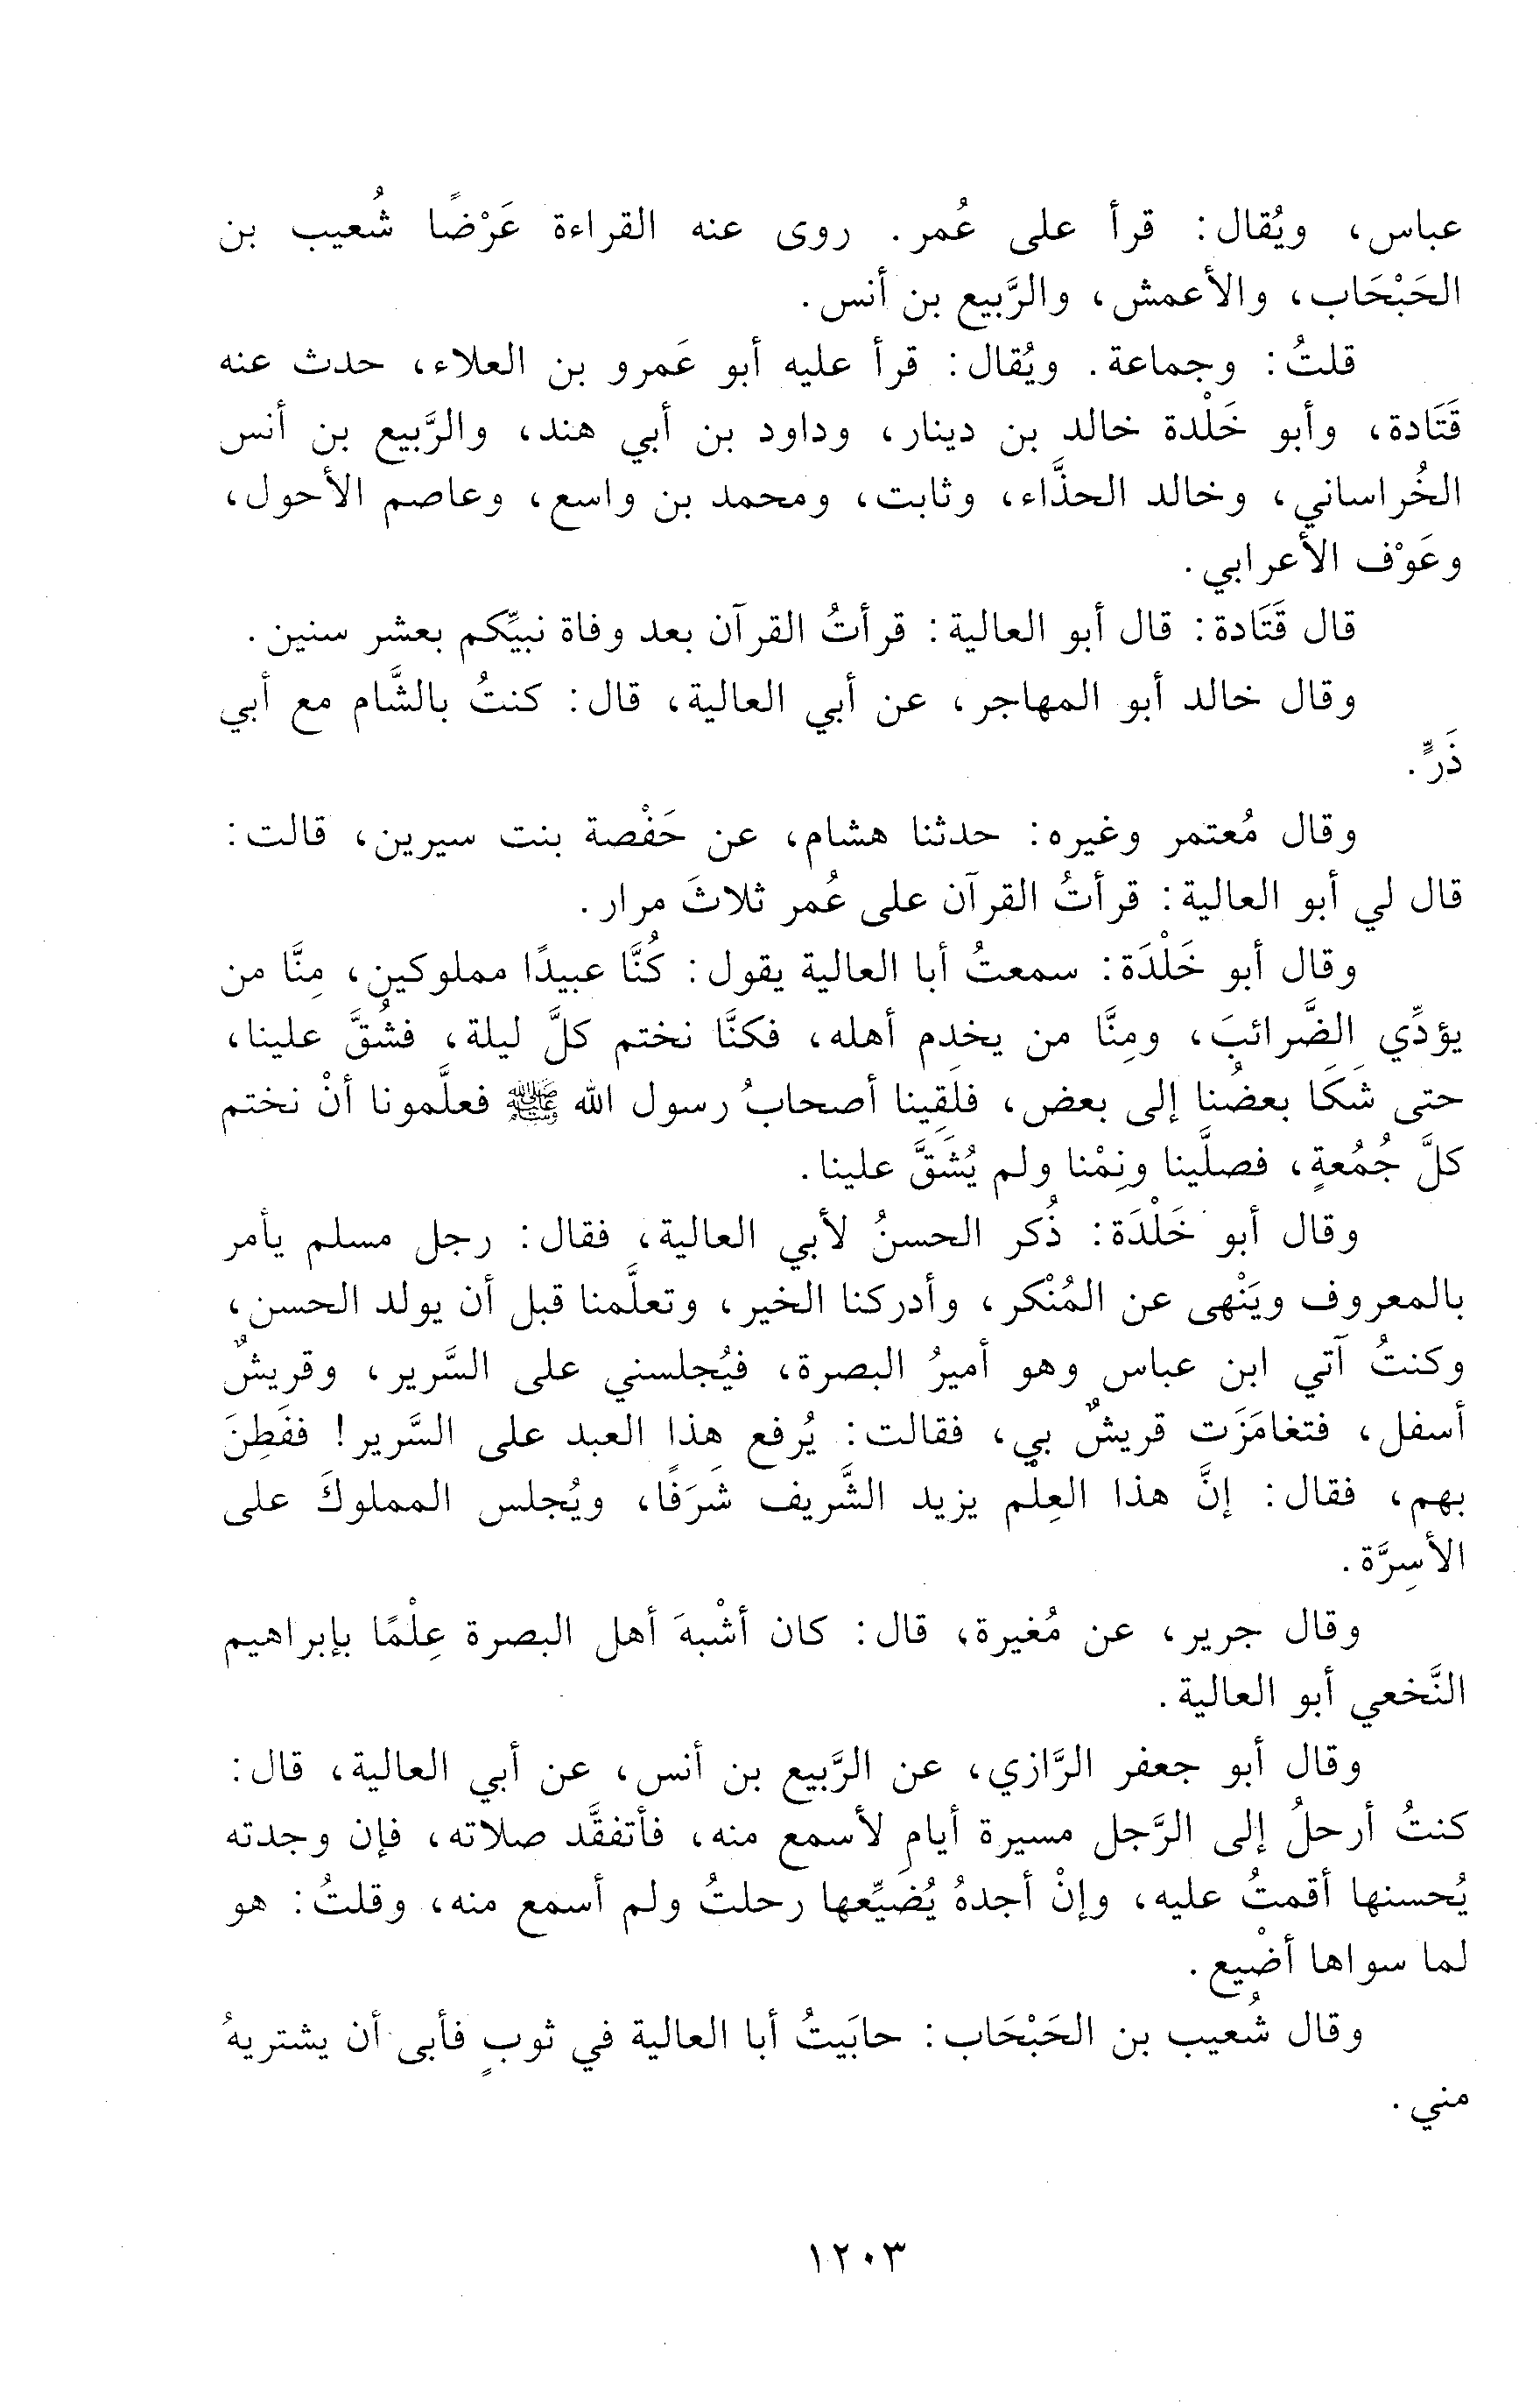 عباس، ويُقال: قرأ على عُمر. روى عنه القراءة عَرْضًا شُعيب بن
الحَبْحَاب، والأعمش، والرَّبيع بن أنس.
قلتُ: وجماعة. ويُقال: قرأ عليه أبو عَمرو بن العلاء، حدث عنه
قَتَادة، وأبو خَلْدة خالد بن دينار، وداود بن أبي هند، والرَّبيع بن أنس
الخُراساني، وخالد الحذَّاء، وثابت، ومحمد بن واسع، وعاصم الأحول،
وعَوْف الأعرابي.
قال قَتَادة: قال أبو العالية: قرأتُ القرآن بعد وفاة نبيِّكم بعشر سنين.
وقال خالد أبو المهاجر، عن أبي العالية، قال: كنتُ بالشَّام مع أبي
ذَرٍّ.
وقال مُعتمر وغيره: حدثنا هشام، عن حَفْصة بنت سيرين، قالت:
قال لي أبو العالية: قرأتُ القرآن على عُمر ثلاثَ مرار.
وقال أبو خَلْدَة: سمعتُ أبا العالية يقول: كُنَّا عبيدًا مملوكين، مِنَّا من
يؤدِّي الضَّرائبَ، ومِنَّا من يخدِم أهله، فكنَّا نختم كلَّ ليلة، فشُقَّ علينا،
حتى شَكَا بعضُنا إلى بعض، فلَقِينا أصحابُ رسول الله ﷺ فعلَّمونا أنْ نختم
كلَّ جُمُعةٍ، فصلَّينا ونِمْنا ولم يُشَقَّ علينا.
وقال أبو خَلْدَة: ذُكر الحسنُ لأبي العالية، فقال: رجل مسلم يأمر
بالمعروف ويَنْهى عن المُنْكر، وأدركنا الخير، وتعلَّمنا قبل أن يولد الحسن،
وكنتُ آتي ابن عباس وهو أميرُ البصرة، فيُجلسني على السَّرير، وقريشٌ
أسفل، فتغامَزَت قريشٌ بي، فقالت: يُرفع هذا العبد على السَّرير! ففَطِنَ
بهم، فقال: إنَّ هذا العِلْم يزيد الشَّريف شَرَفًا، ويُجلس المملوكَ على
الأسِرَّة.
وقال جرير، عن مُغيرة، قال: كان أشْبهَ أهل البصرة عِلْمًا بإبراهيم
النَّخعي أبو العالية.
وقال أبو جعفر الرَّازي، عن الرَّبيع بن أنس، عن أبي العالية، قال:
كنتُ أرحلُ إلى الرَّجل مسيرة أيامٍ لأسمع منه، فأتفقَّد صلاته، فإن وجدته
يُحسنها أقمتُ عليه، وإنْ أجدهُ يُضَيِّعها رحلتُ ولم أسمع منه، وقلتُ: هو
لما سواها أضْيع.
وقال شُعيب بن الحَبْحَاب: حابَيتُ أبا العالية في ثوبٍ فأبى أن يشتريهُ
مني.
١٢٠٣